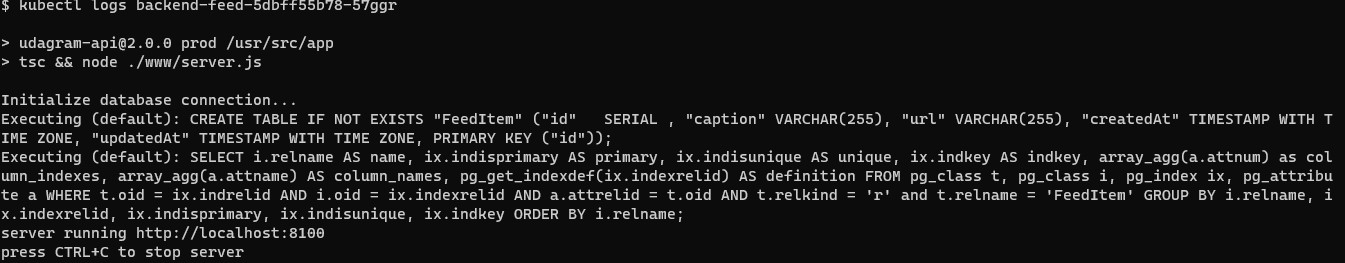 $ kubectl logs backend-feed-5dbff55b78-57ggr
> udagram-api@2.0.0 prod /usr/src/app
> tsc && node ./www/server.js
Initialize database connection...
Executing (default): CREATE TABLE IF NOT EXISTS "FeedItem" ("id"   SERIAL , "caption" VARCHAR(255), "url" VARCHAR(255), "createdAt" TIMESTAMP WITH T
IME ZONE, "updatedAt" TIMESTAMP WITH TIME ZONE, PRIMARY KEY ("id"));
Executing (default): SELECT i.relname AS name, ix.indisprimary AS primary, ix.indisunique AS unique, ix.indkey AS indkey, array_agg(a.attnum) as col
umn_indexes, array_agg(a.attname) AS column_names, pg_get_indexdef(ix.indexrelid) AS definition FROM pg_class t, pg_class i, pg_index ix, pg_attribu
te a WHERE t.oid = ix.indrelid AND i.oid = ix.indexrelid AND a.attrelid = t.oid AND t.relkind = 'r' and t.relname = 'FeedItem' GROUP BY i.relname, i
x.indexrelid, ix.indisprimary, ix.indisunique, ix.indkey ORDER BY i.relname;
server running http://localhost:8100
press CTRL+C to stop server